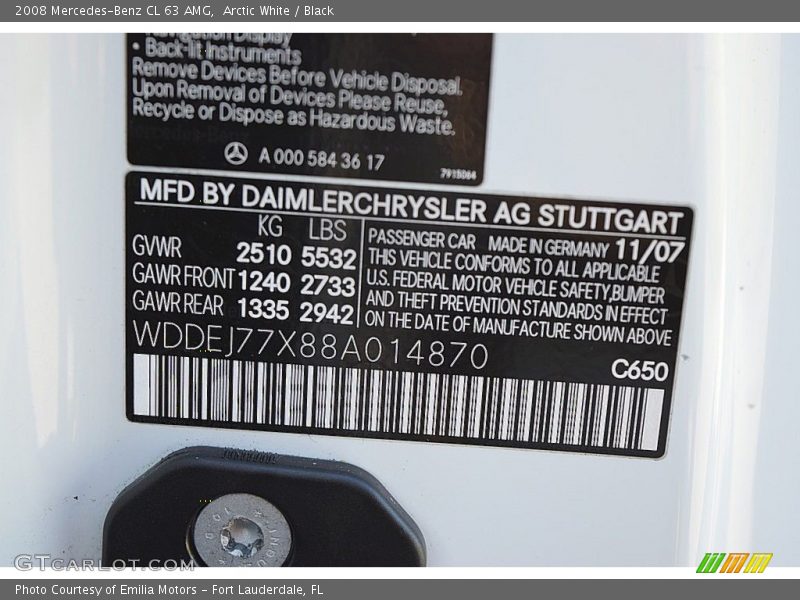 2008 Mercedes-Benz CL 63 AMG, Arctic White / Black
Navigation Display
• Back-lit Instruments
Remove Devices Before Vehicle Disposal.
Upon Removal of Devices Please Reuse,
Recycle or Dispose as Hazardous Waste.
A 000 584 36 17
7915064
MFD BY DAIMLERCHRYSLER AG STUTTGART
KG LBS
GVWR 2510 5532
GAWR FRONT 1240 2733
GAWR REAR 1335 2942
PASSENGER CAR MADE IN GERMANY 11/07
THIS VEHICLE CONFORMS TO ALL APPLICABLE
U.S. FEDERAL MOTOR VEHICLE SAFETY,BUMPER
AND THEFT PREVENTION STANDARDS IN EFFECT
ON THE DATE OF MANUFACTURE SHOWN ABOVE
WDDEJ77X88A014870
C650
GTcarlot.com
Photo Courtesy of Emilia Motors - Fort Lauderdale, FL